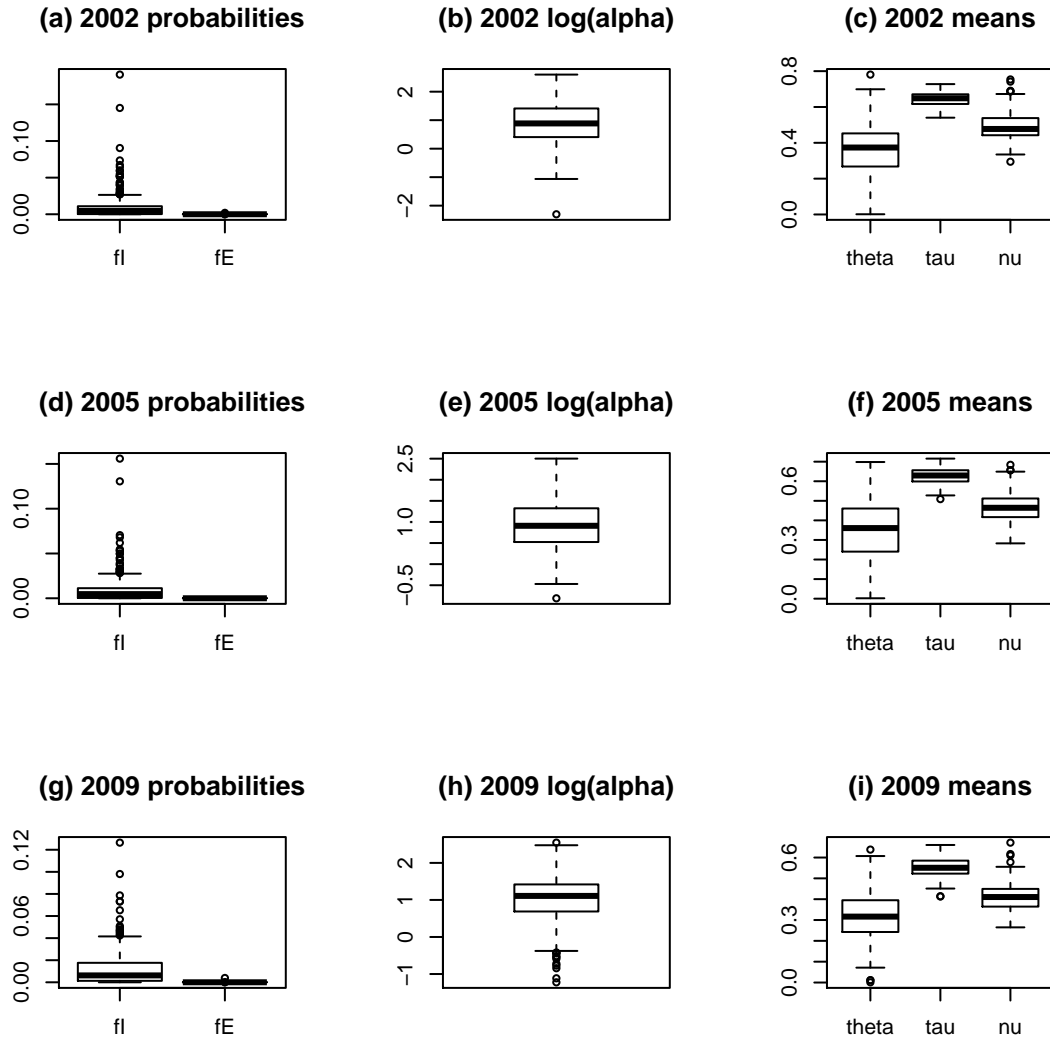 (a) 2002 probabilities
0.00
0.10
fI
fE
(b) 2002 log(alpha)
−2
0
2
(c) 2002 means
0.0
0.4
0.8
theta
tau
nu
(d) 2005 probabilities
0.00
0.10
fI
fE
(e) 2005 log(alpha)
−0.5
1.0
2.5
(f) 2005 means
0.0
0.3
0.6
theta
tau
nu
(g) 2009 probabilities
0.00
0.06
0.12
fI
fE
(h) 2009 log(alpha)
−1
0
1
2
(i) 2009 means
0.0
0.3
0.6
theta
tau
nu